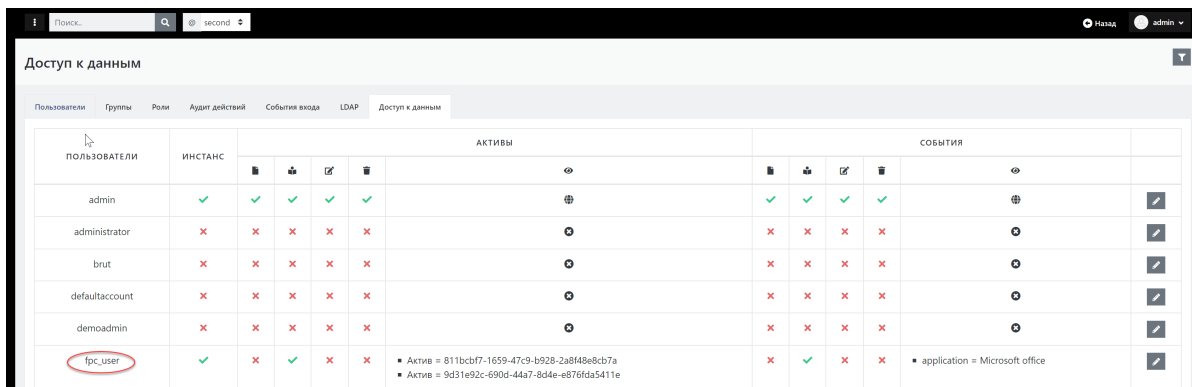 Поиск..
@ second
Назад
admin
Доступ к данным
Пользователи Группы Роли Аудит действий События входа LDAP Доступ к данным
ПОЛЬЗОВАТЕЛИ ИНСТАНС АКТИВЫ СОБЫТИЯ
admin
administrator
brut
defaultaccount
demoadmin
fpc_user
Актив = 811bcbf7-1659-47c9-b928-2a8f48e8cb7a
Актив = 9d31e92c-690d-44a7-8d4e-e876fda5411e
application = Microsoft office